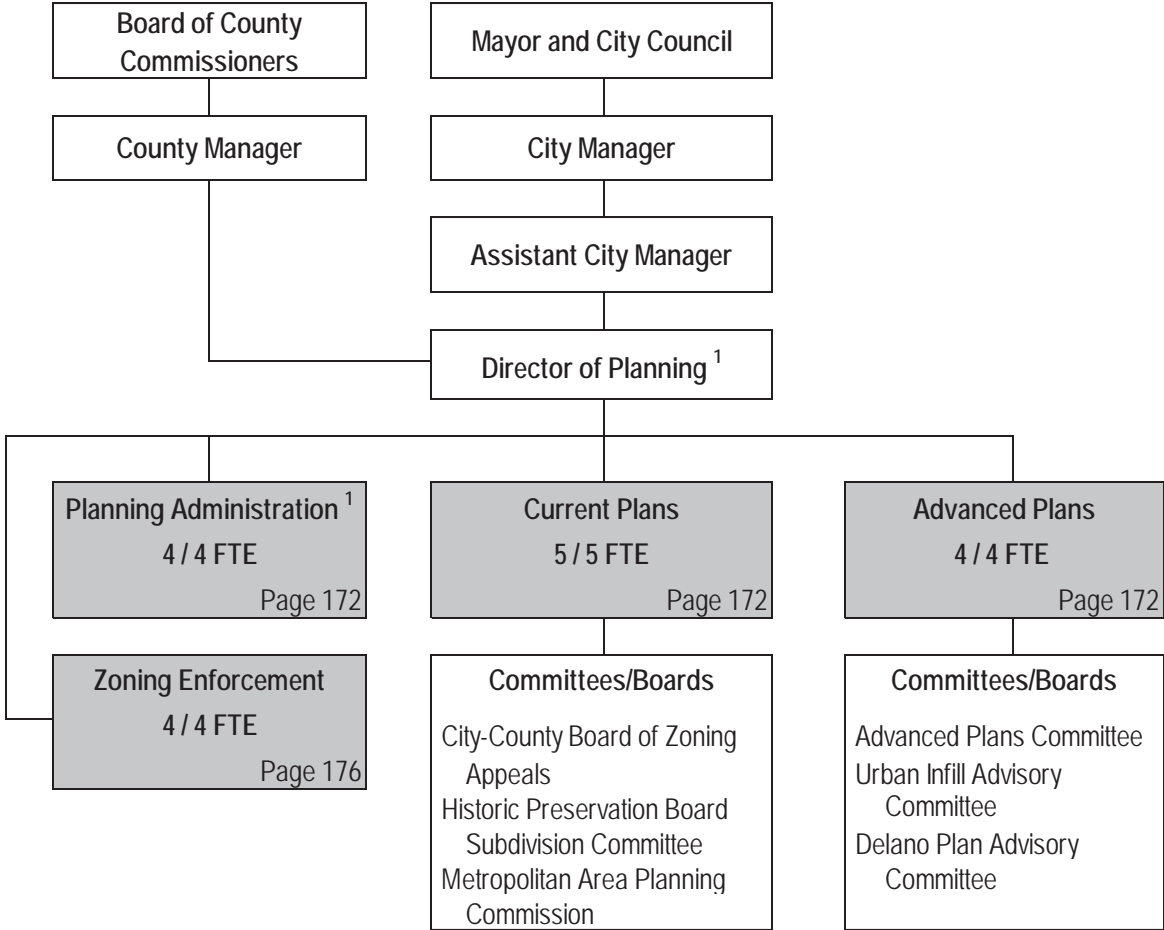 Board of County
Commissioners
Mayor and City Council
County Manager
City Manager
Assistant City Manager
Director of Planning 1
Planning Administration 1
4 / 4 FTE
Page 172
Current Plans
5 / 5 FTE
Page 172
Advanced Plans
4 / 4 FTE
Page 172
Zoning Enforcement
4 / 4 FTE
Page 176
Committees/Boards
City-County Board of Zoning
Appeals
Historic Preservation Board
Subdivision Committee
Metropolitan Area Planning
Commission
Committees/Boards
Advanced Plans Committee
Urban Infill Advisory
Committee
Delano Plan Advisory
Committee